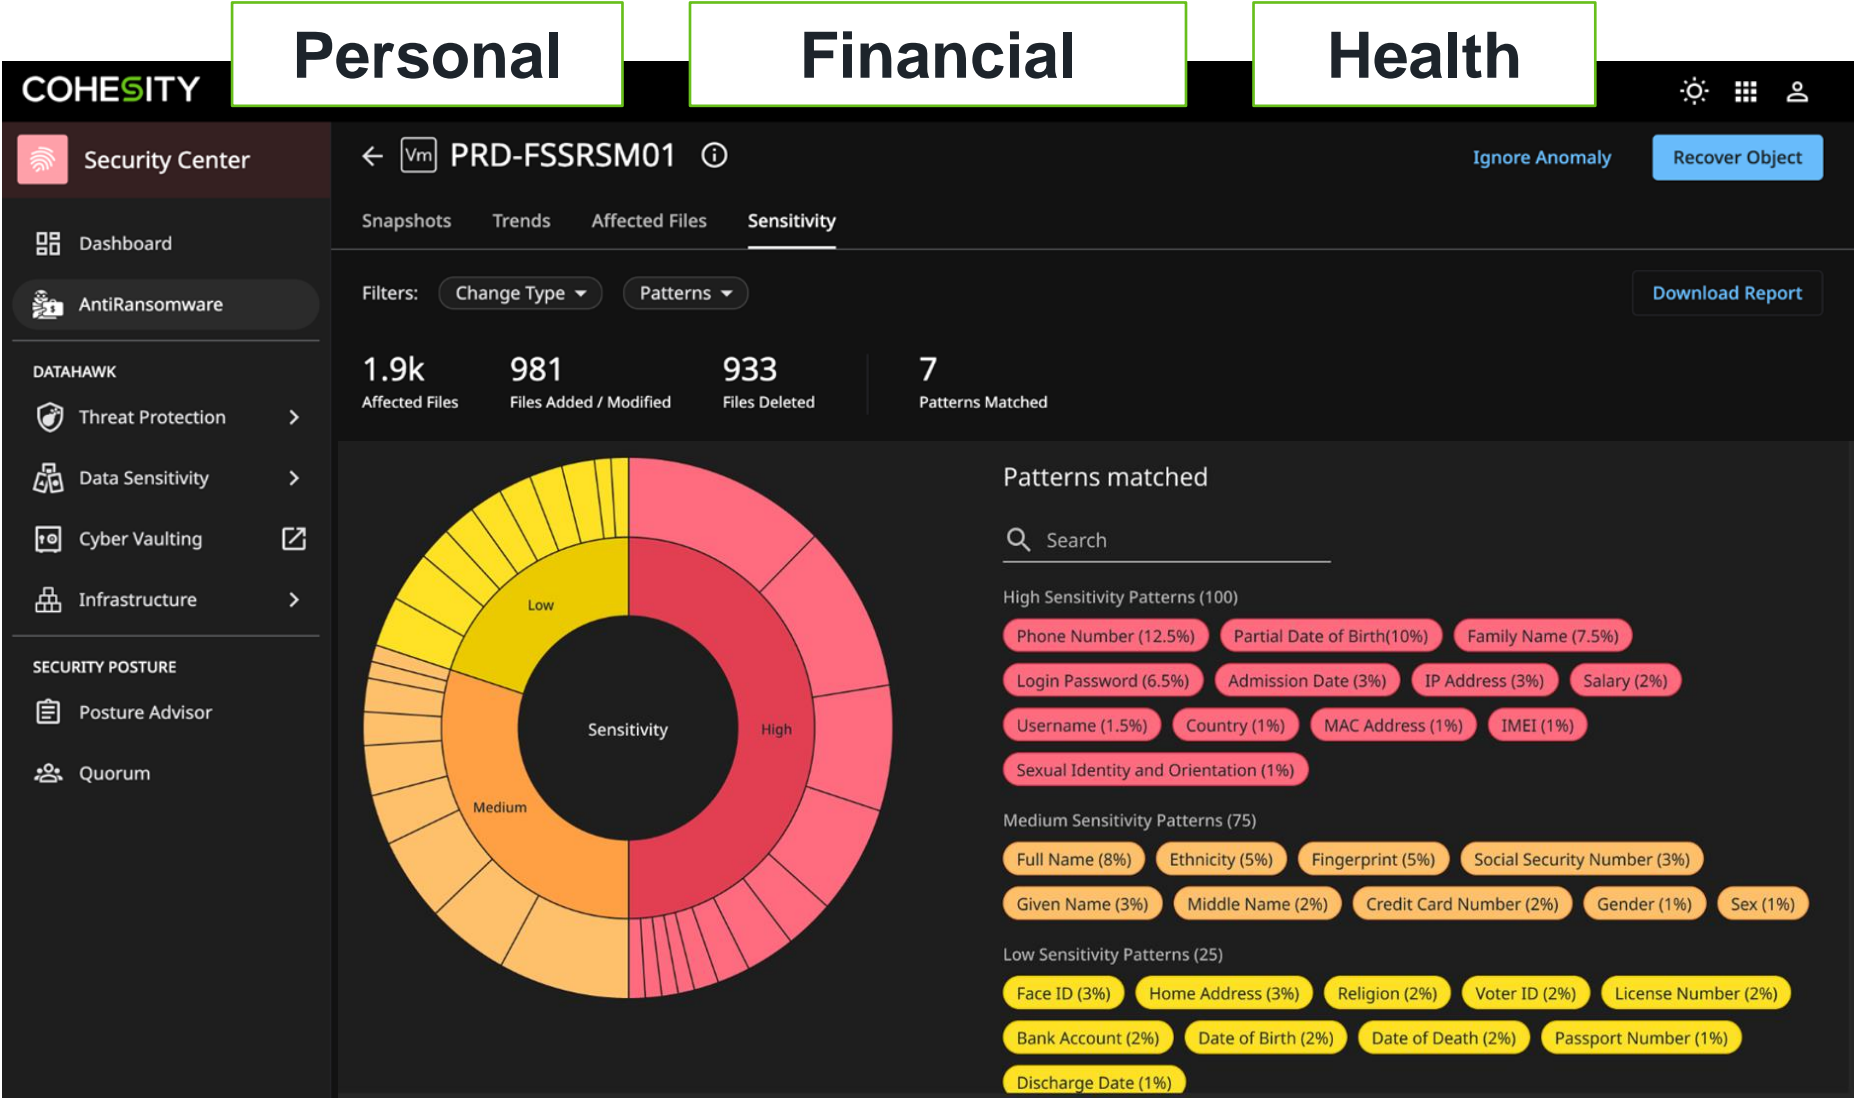 Personal
Financial
Health
COHESITY
Security Center
Dashboard
AntiRansomware
DATAHAWK
Threat Protection
Data Sensitivity
Cyber Vaulting
Infrastructure
SECURITY POSTURE
Posture Advisor
Quorum
Vm PRD-FSSRSM01
Ignore Anomaly
Recover Object
Snapshots Trends Affected Files Sensitivity
Filters: Change Type Patterns
Download Report
1.9k 981 933 7
Affected Files Files Added / Modified Files Deleted Patterns Matched
Low
Sensitivity
High
Medium
Patterns matched
Search
High Sensitivity Patterns (100)
Phone Number (12.5%) Partial Date of Birth(10%) Family Name (7.5%)
Login Password (6.5%) Admission Date (3%) IP Address (3%) Salary (2%)
Username (1.5%) Country (1%) MAC Address (1%) IMEI (1%)
Sexual Identity and Orientation (1%)
Medium Sensitivity Patterns (75)
Full Name (8%) Ethnicity (5%) Fingerprint (5%) Social Security Number (3%)
Given Name (3%) Middle Name (2%) Credit Card Number (2%) Gender (1%) Sex (1%)
Low Sensitivity Patterns (25)
Face ID (3%) Home Address (3%) Religion (2%) Voter ID (2%) License Number (2%)
Bank Account (2%) Date of Birth (2%) Date of Death (2%) Passport Number (1%)
Discharge Date (1%)